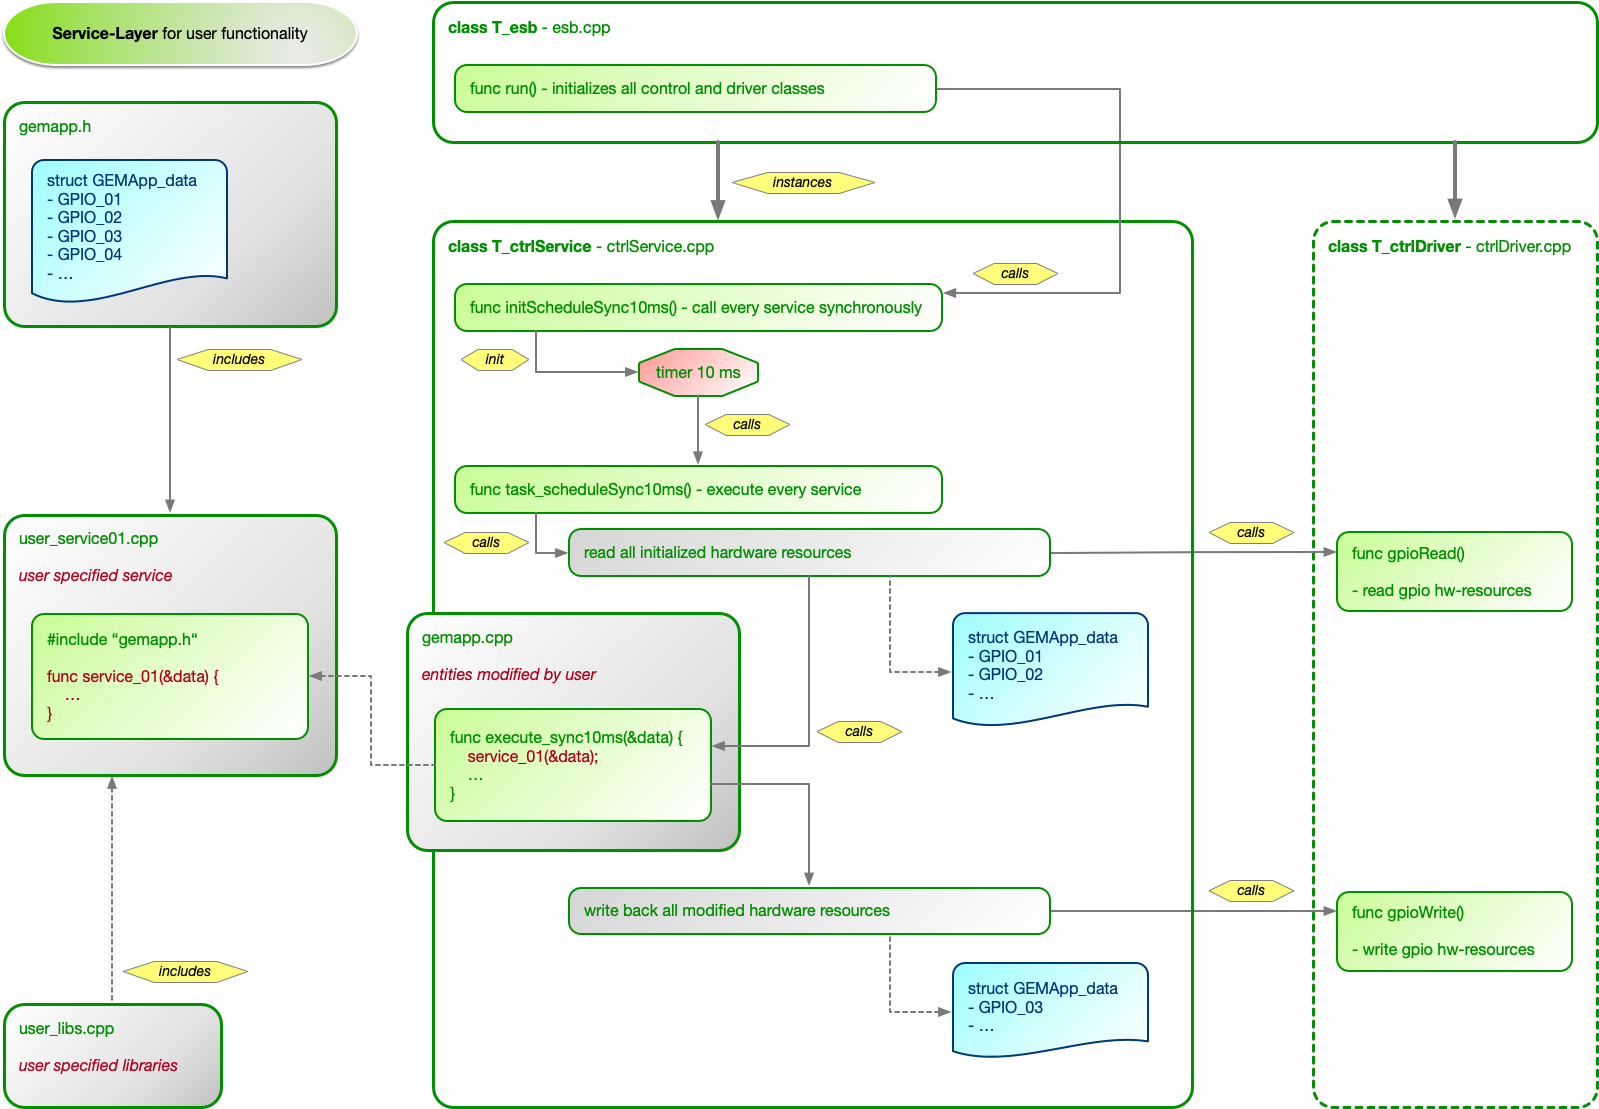 Service-Layer for user functionality
class T_esb - esb.cpp
func run() - initializes all control and driver classes
gemapp.h
struct GEMApp_data
- GPIO_01
- GPIO_02
- GPIO_03
- GPIO_04
- ...
instances
class T_ctrlService - ctrlService.cpp
class T_ctrlDriver - ctrlDriver.cpp
calls
func initScheduleSync10ms() - call every service synchronously
includes
init
timer 10 ms
calls
func task_scheduleSync10ms() - execute every service
calls
read all initialized hardware resources
calls
func gpioRead()
- read gpio hw-resources
user_service01.cpp
user specified service
#include “gemapp.h“
func service_01(&data) {
...
}
gemapp.cpp
entities modified by user
func execute_sync10ms(&data) {
service_01(&data);
...
}
struct GEMApp_data
- GPIO_01
- GPIO_02
- ...
calls
write back all modified hardware resources
calls
func gpioWrite()
- write gpio hw-resources
struct GEMApp_data
- GPIO_03
- ...
includes
user_libs.cpp
user specified libraries